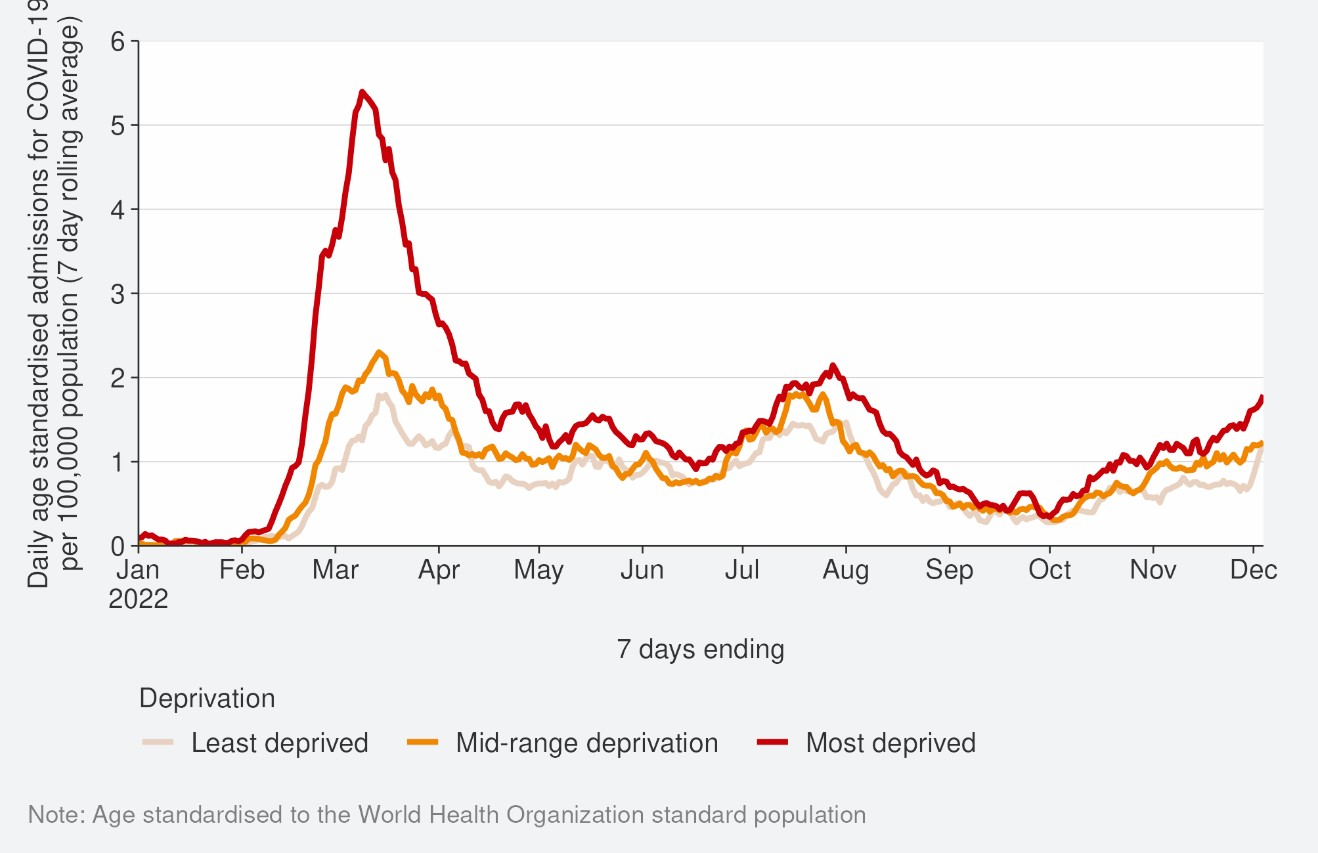 Daily age standardised admissions for COVID-19
per 100,000 population (7 day rolling average)
6
5
4
3
2
1
0
Jan Feb Mar Apr May Jun Jul Aug Sep Oct Nov Dec
2022
7 days ending
Deprivation
Least deprived Mid-range deprivation Most deprived
Note: Age standardised to the World Health Organization standard population